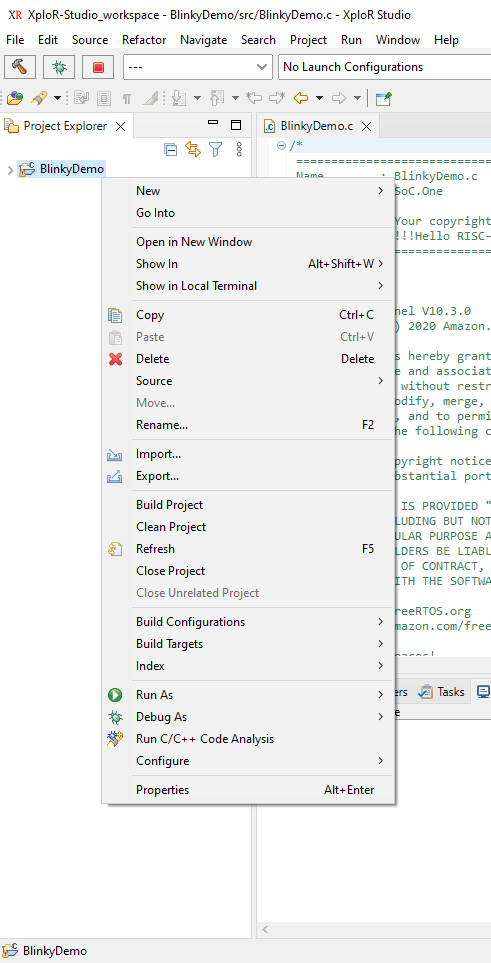 XR XploR-Studio_workspace - BlinkyDemo/src/BlinkyDemo.c - XploR Studio
File Edit Source Refactor Navigate Search Project Run Window Help
--- No Launch Configurations
Project Explorer
BlinkyDemo.c
BlinkyDemo
/*
==============================
Name : BlinkyDemo.c
SoC.One
Your copyright
!!!Hello RISC-
==============================
nel V10.3.0
) 2020 Amazon.
s hereby grant
e and associat
without restr
odify, merge,
, and to permi
he following c
pyright notice
bstantial port
IS PROVIDED "
LUDING BUT NOT
ULAR PURPOSE A
LDERS BE LIABL
OF CONTRACT,
ITH THE SOFTWA
reeRTOS.org
mazon.com/free
paces!
New
Go Into
Open in New Window
Show In Alt+Shift+W
Show in Local Terminal
Copy Ctrl+C
Paste Ctrl+V
Delete Delete
Source
Move...
Rename... F2
Import...
Export...
Build Project
Clean Project
Refresh F5
Close Project
Close Unrelated Project
Build Configurations
Build Targets
Index
Run As
Debug As
Run C/C++ Code Analysis
Configure
Properties Alt+Enter
ers Tasks
e
BlinkyDemo